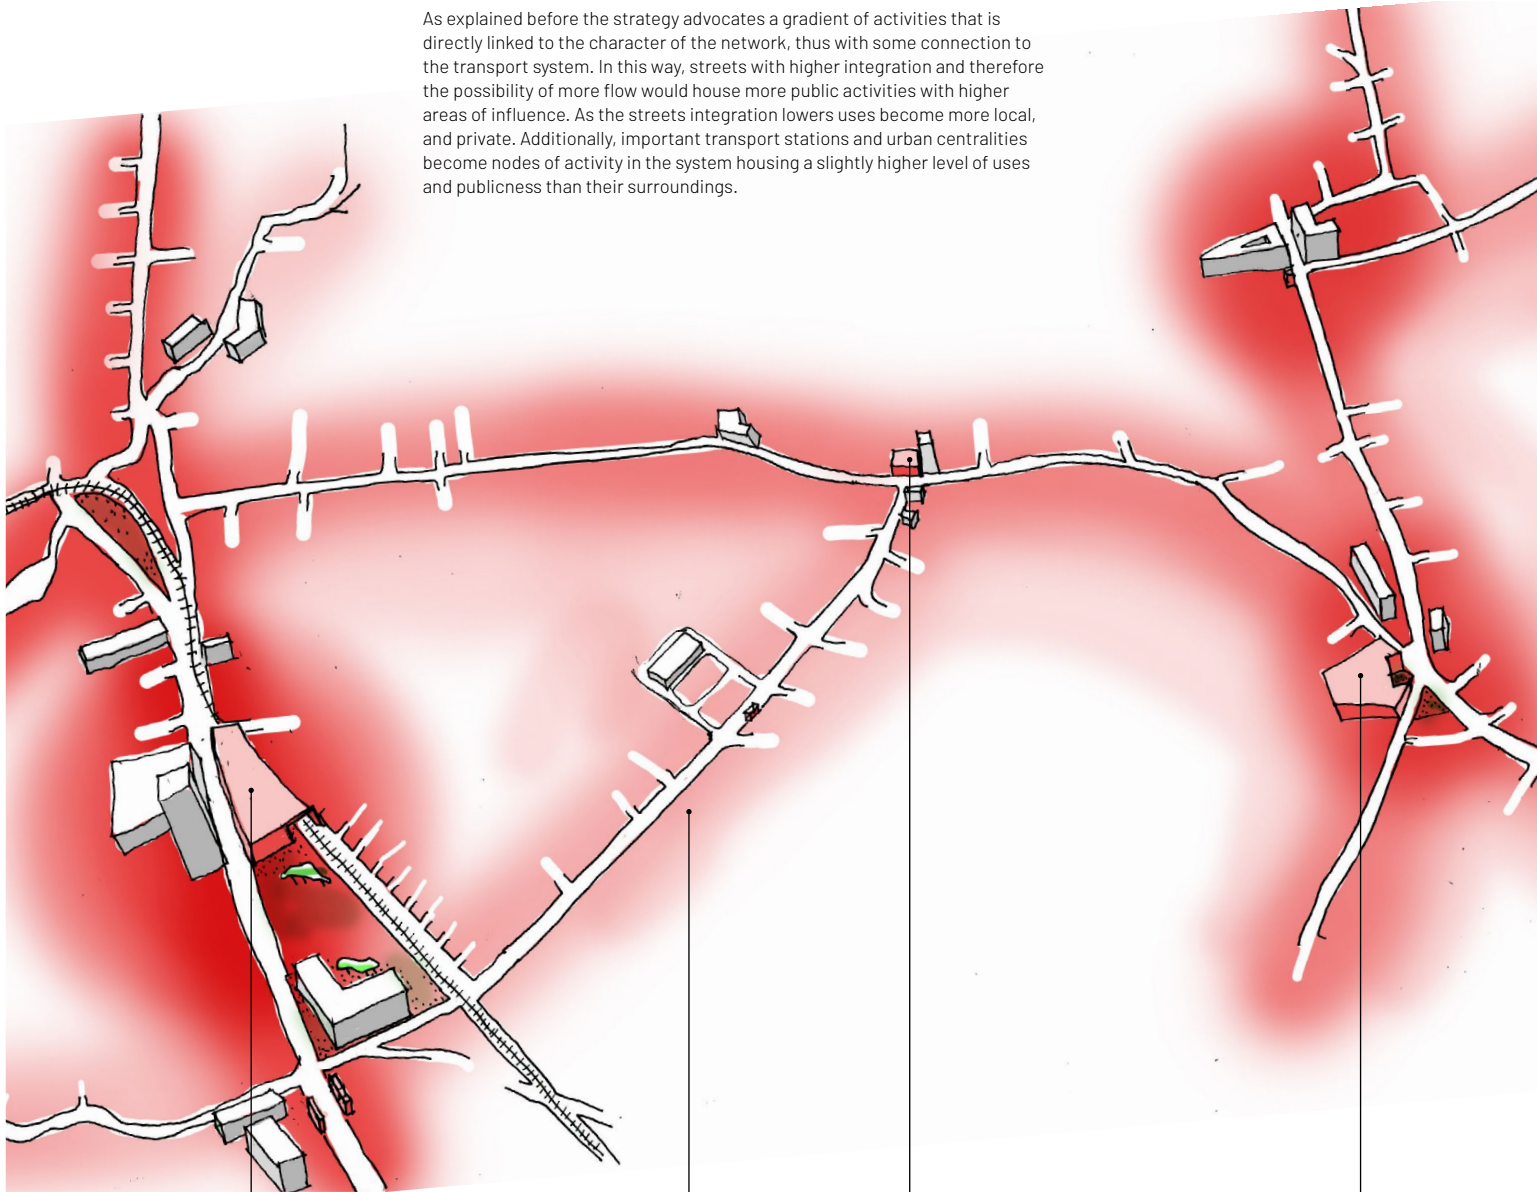 As explained before the strategy advocates a gradient of activities that is
directly linked to the character of the network, thus with some connection to
the transport system. In this way, streets with higher integration and therefore
the possibility of more flow would house more public activities with higher
areas of influence. As the streets integration lowers uses become more local,
and private. Additionally, important transport stations and urban centralities
become nodes of activity in the system housing a slightly higher level of uses
and publicness than their surroundings.